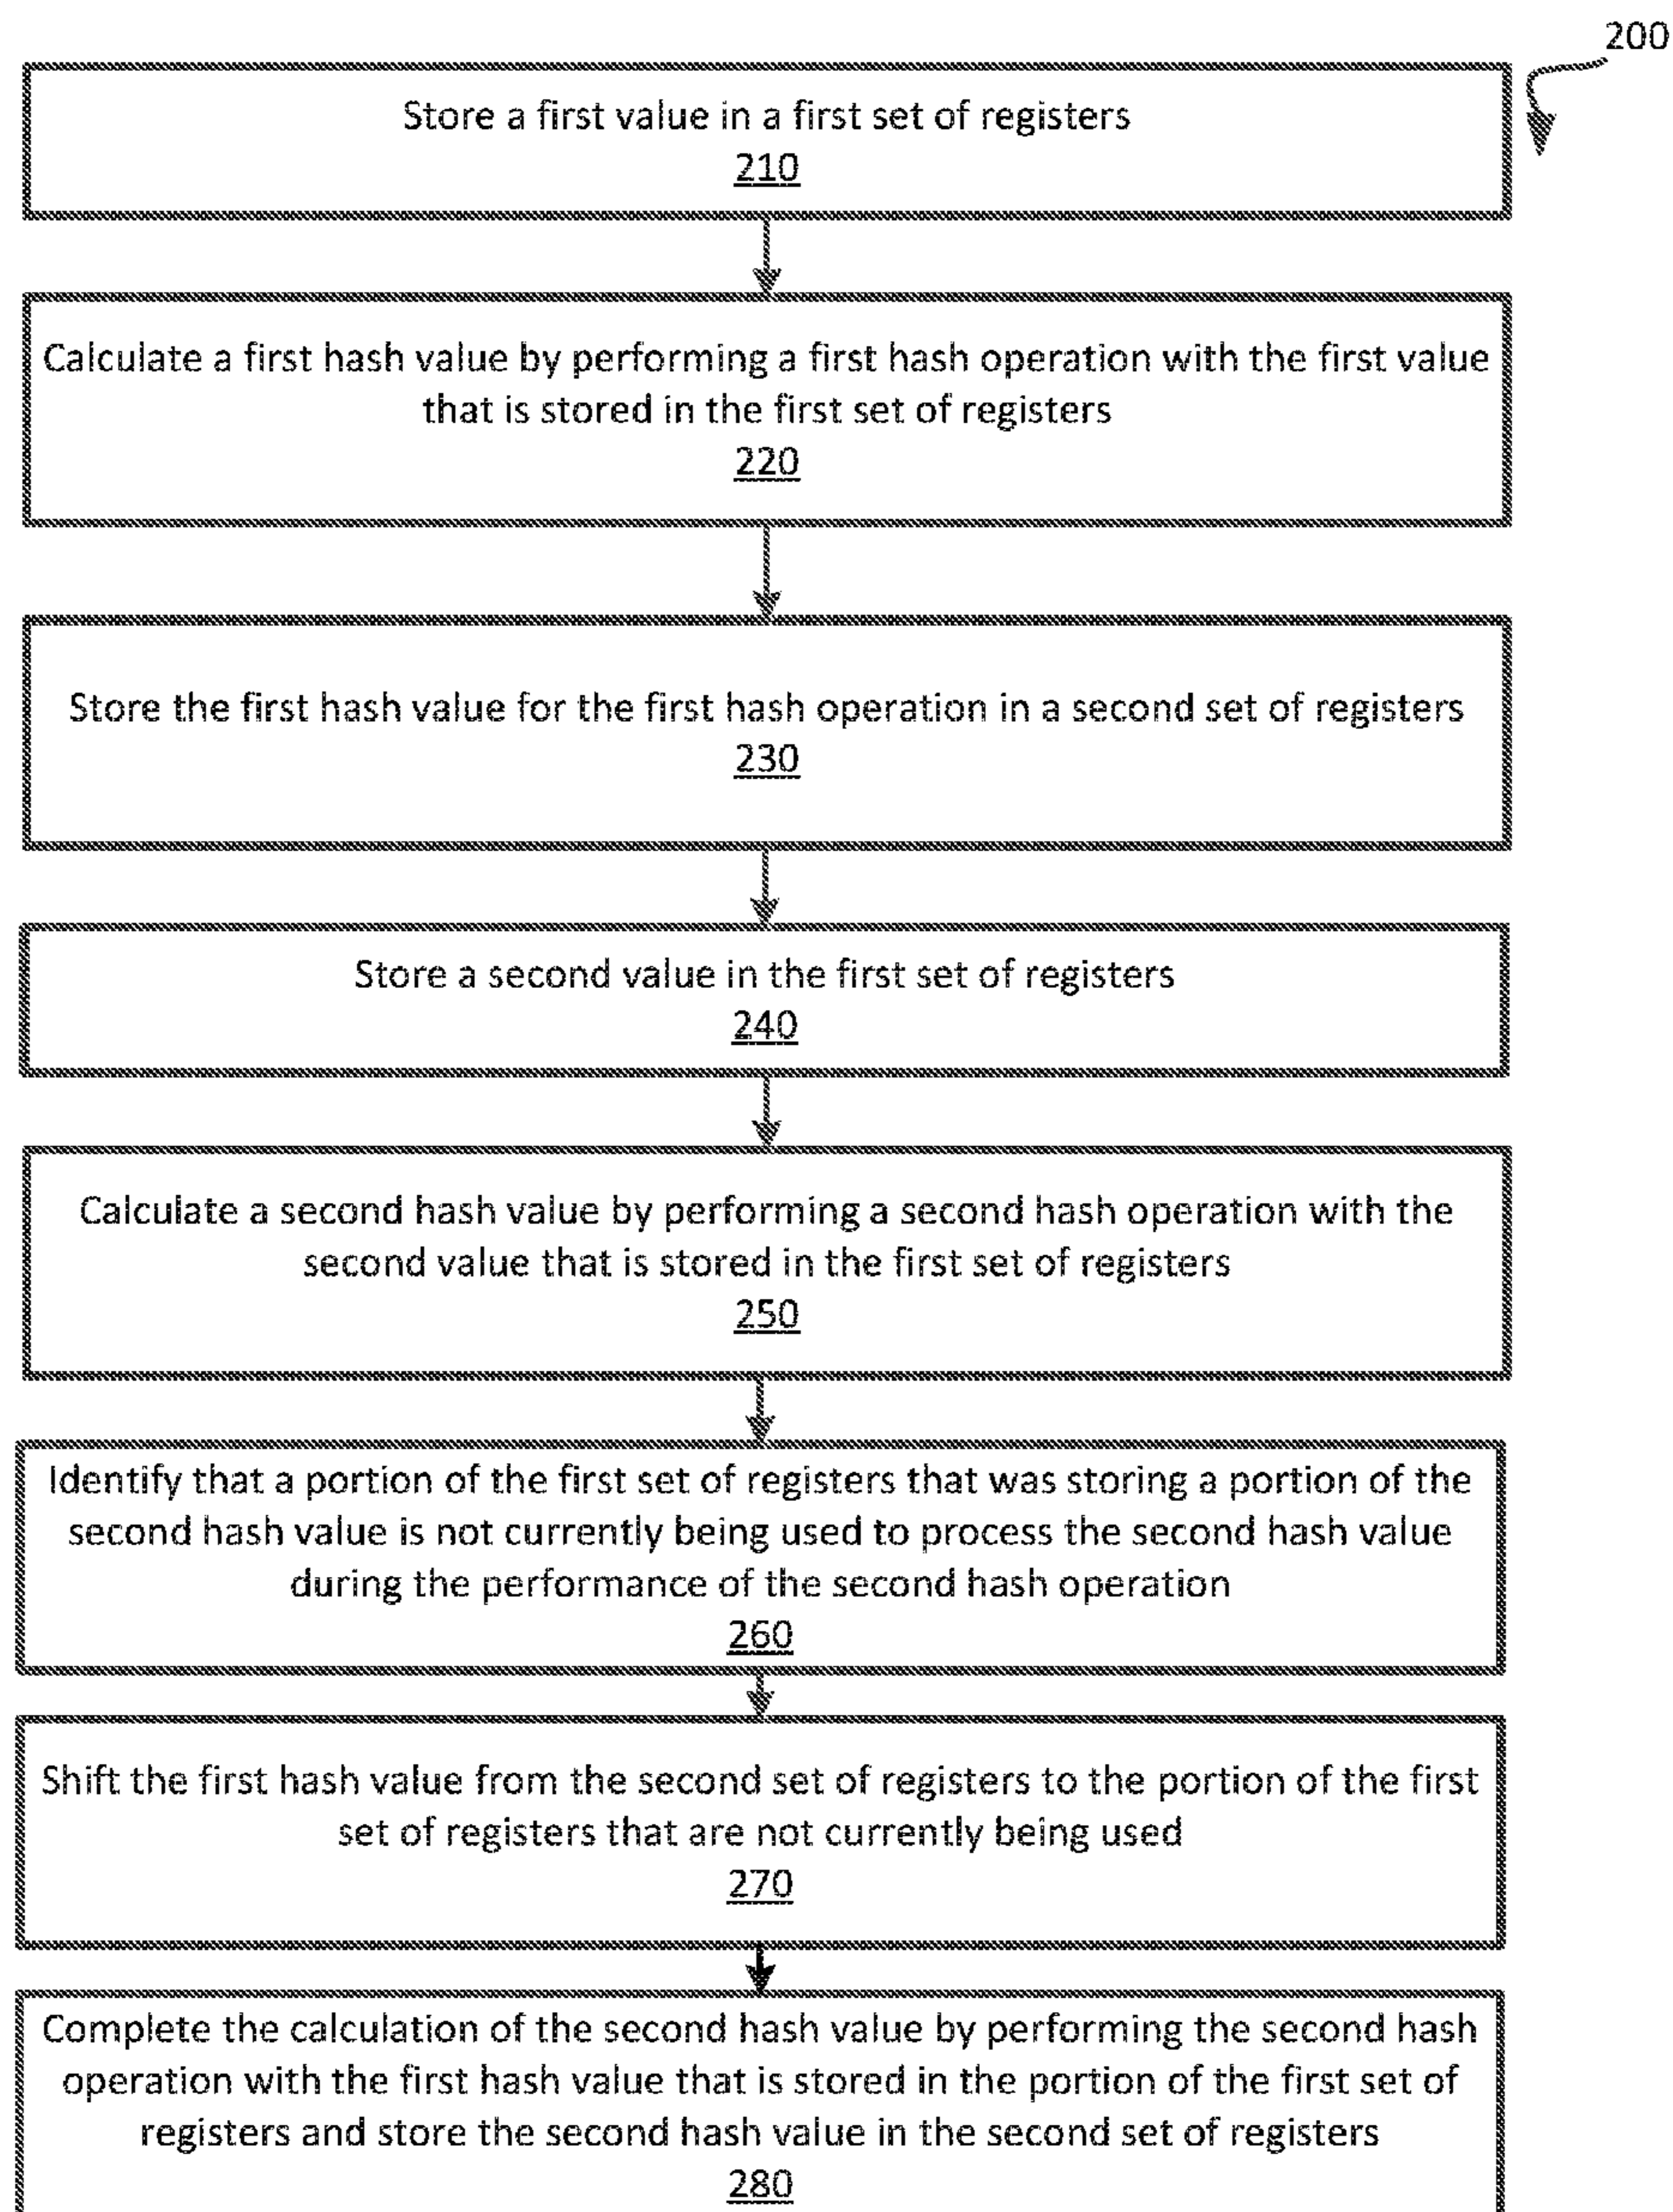 200
Store a first value in a first set of registers
210
Calculate a first hash value by performing a first hash operation with the first value
that is stored in the first set of registers
220
Store the first hash value for the first hash operation in a second set of registers
230
Store a second value in the first set of registers
240
Calculate a second hash value by performing a second hash operation with the
second value that is stored in the first set of registers
250
Identify that a portion of the first set of registers that was storing a portion of the
second hash value is not currently being used to process the second hash value
during the performance of the second hash operation
260
Shift the first hash value from the second set of registers to the portion of the first
set of registers that are not currently being used
270
Complete the calculation of the second hash value by performing the second hash
operation with the first hash value that is stored in the portion of the first set of
registers and store the second hash value in the second set of registers
280